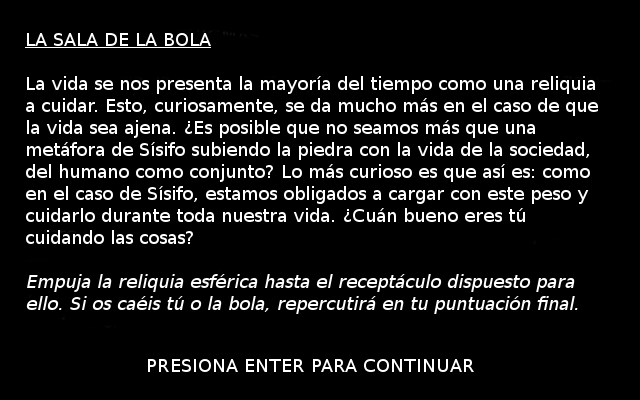 LA SALA DE LA BOLA
La vida se nos presenta la mayoría del tiempo como una reliquia
a cuidar. Esto, curiosamente, se da mucho más en el caso de que
la vida sea ajena. ¿Es posible que no seamos más que una
metáfora de Sísifo subiendo la piedra con la vida de la sociedad,
del humano como conjunto? Lo más curioso es que así es: como
en el caso de Sísifo, estamos obligados a cargar con este peso y
cuidarlo durante toda nuestra vida. ¿Cuán bueno eres tú
cuidando las cosas?
Empuja la reliquia esférica hasta el receptáculo dispuesto para
ello. Si os caéis tú o la bola, repercutirá en tu puntuación final.
PRESIONA ENTER PARA CONTINUAR